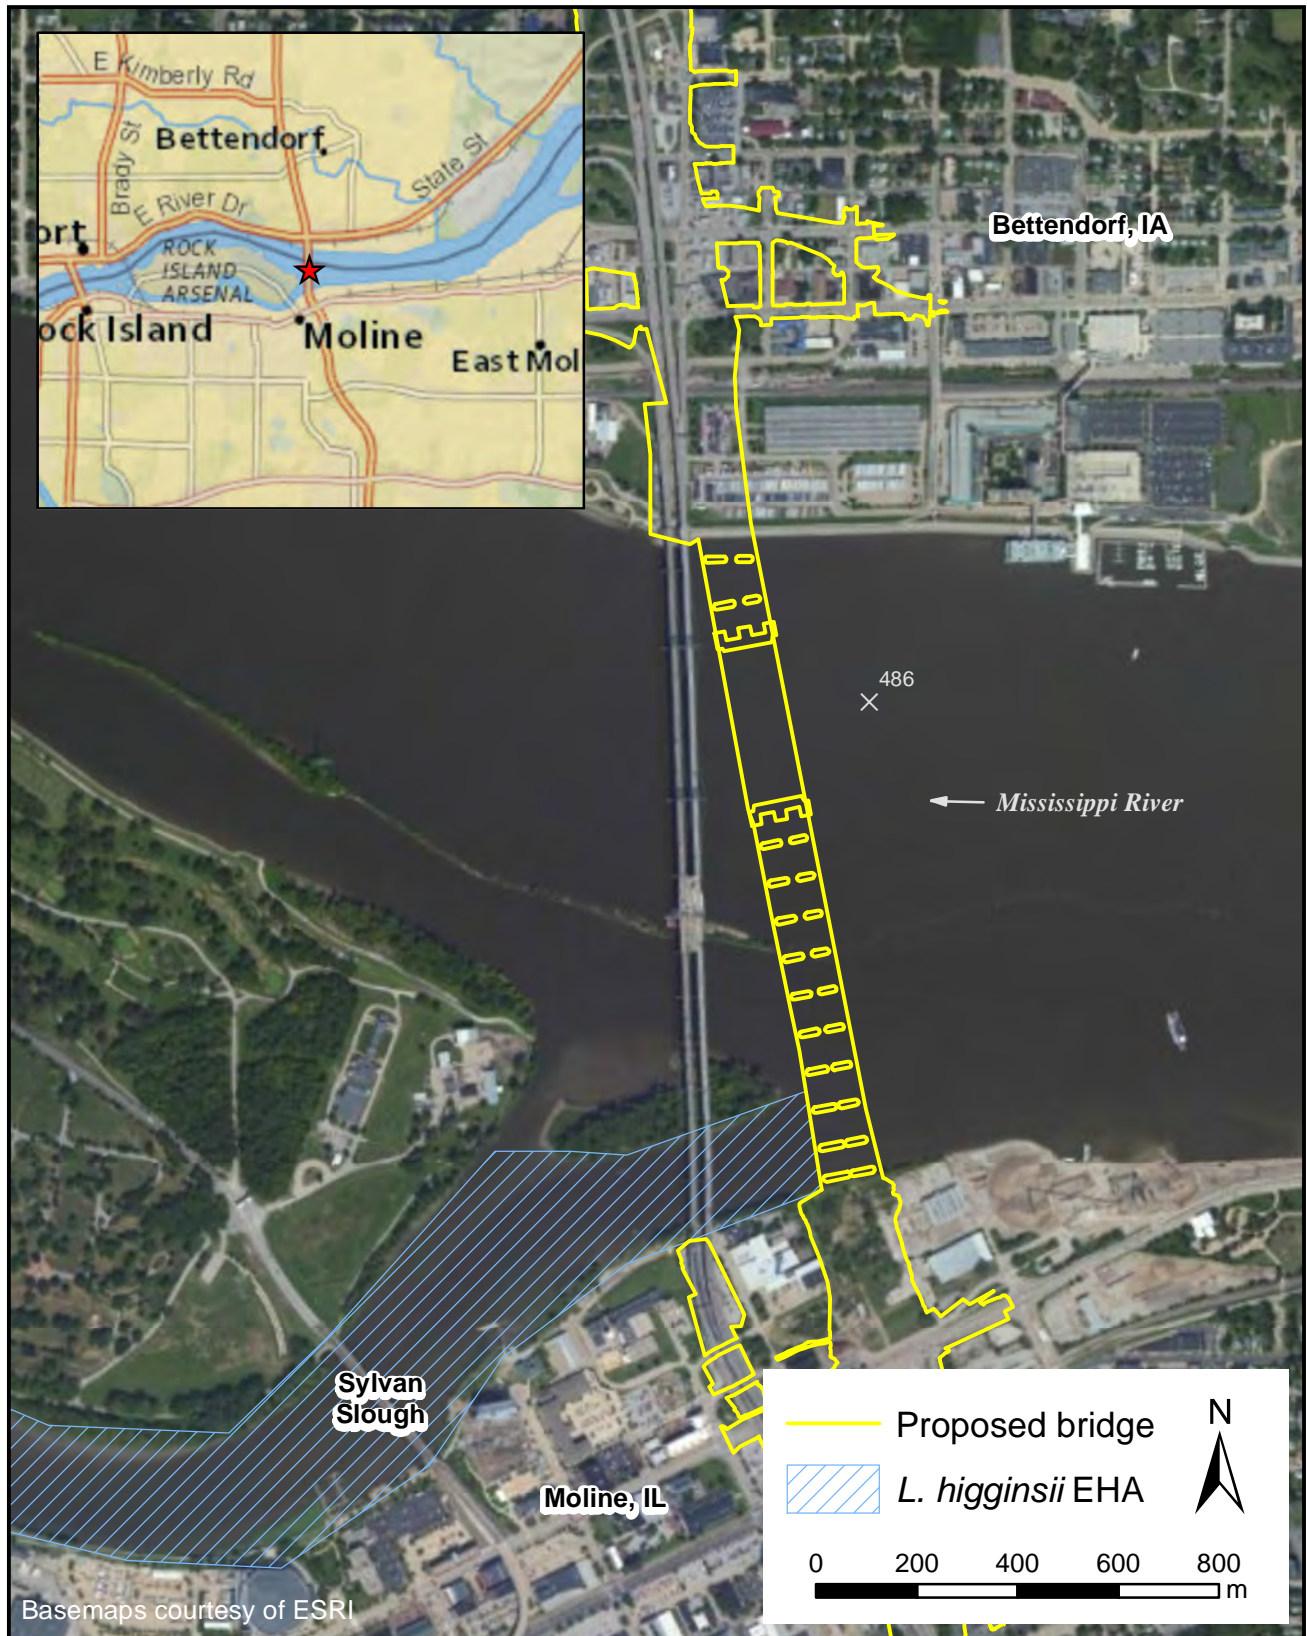 E Kimberly Rd
Bettendorf
Brady St
State St
E River Dr
ort
ROCK
ISLAND
ARSENAL
ock Island
Moline
East Mol
Bettendorf, IA
486
Mississippi River
Sylvan
Slough
Moline, IL
Proposed bridge
L. higginsii EHA
N
0 200 400 600 800
m
Basemaps courtesy of ESRI